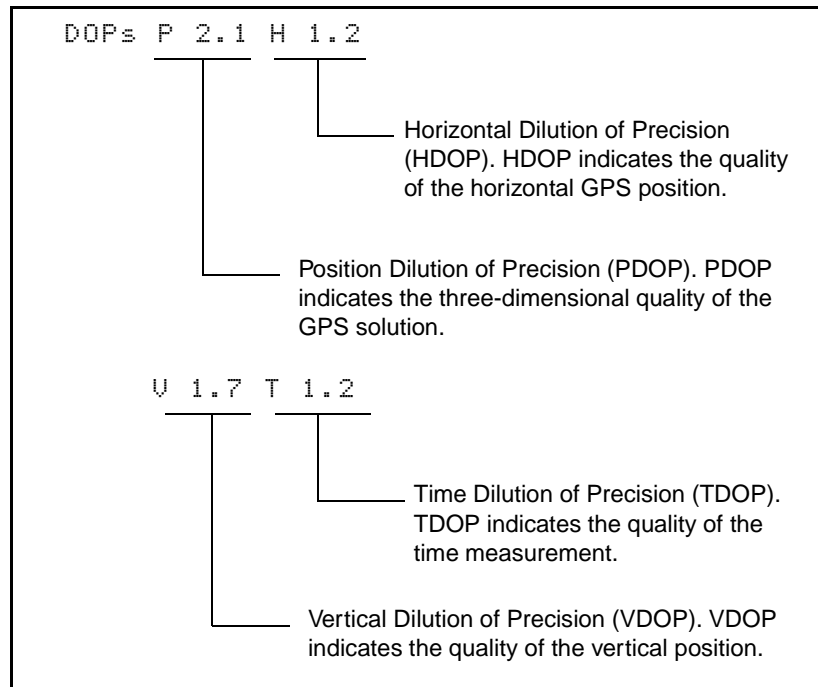 DOPs P 2.1 H 1.2
Horizontal Dilution of Precision
(HDOP). HDOP indicates the quality
of the horizontal GPS position.
Position Dilution of Precision (PDOP). PDOP
indicates the three-dimensional quality of the
GPS solution.
V 1.7 T 1.2
Time Dilution of Precision (TDOP).
TDOP indicates the quality of the
time measurement.
Vertical Dilution of Precision (VDOP). VDOP
indicates the quality of the vertical position.